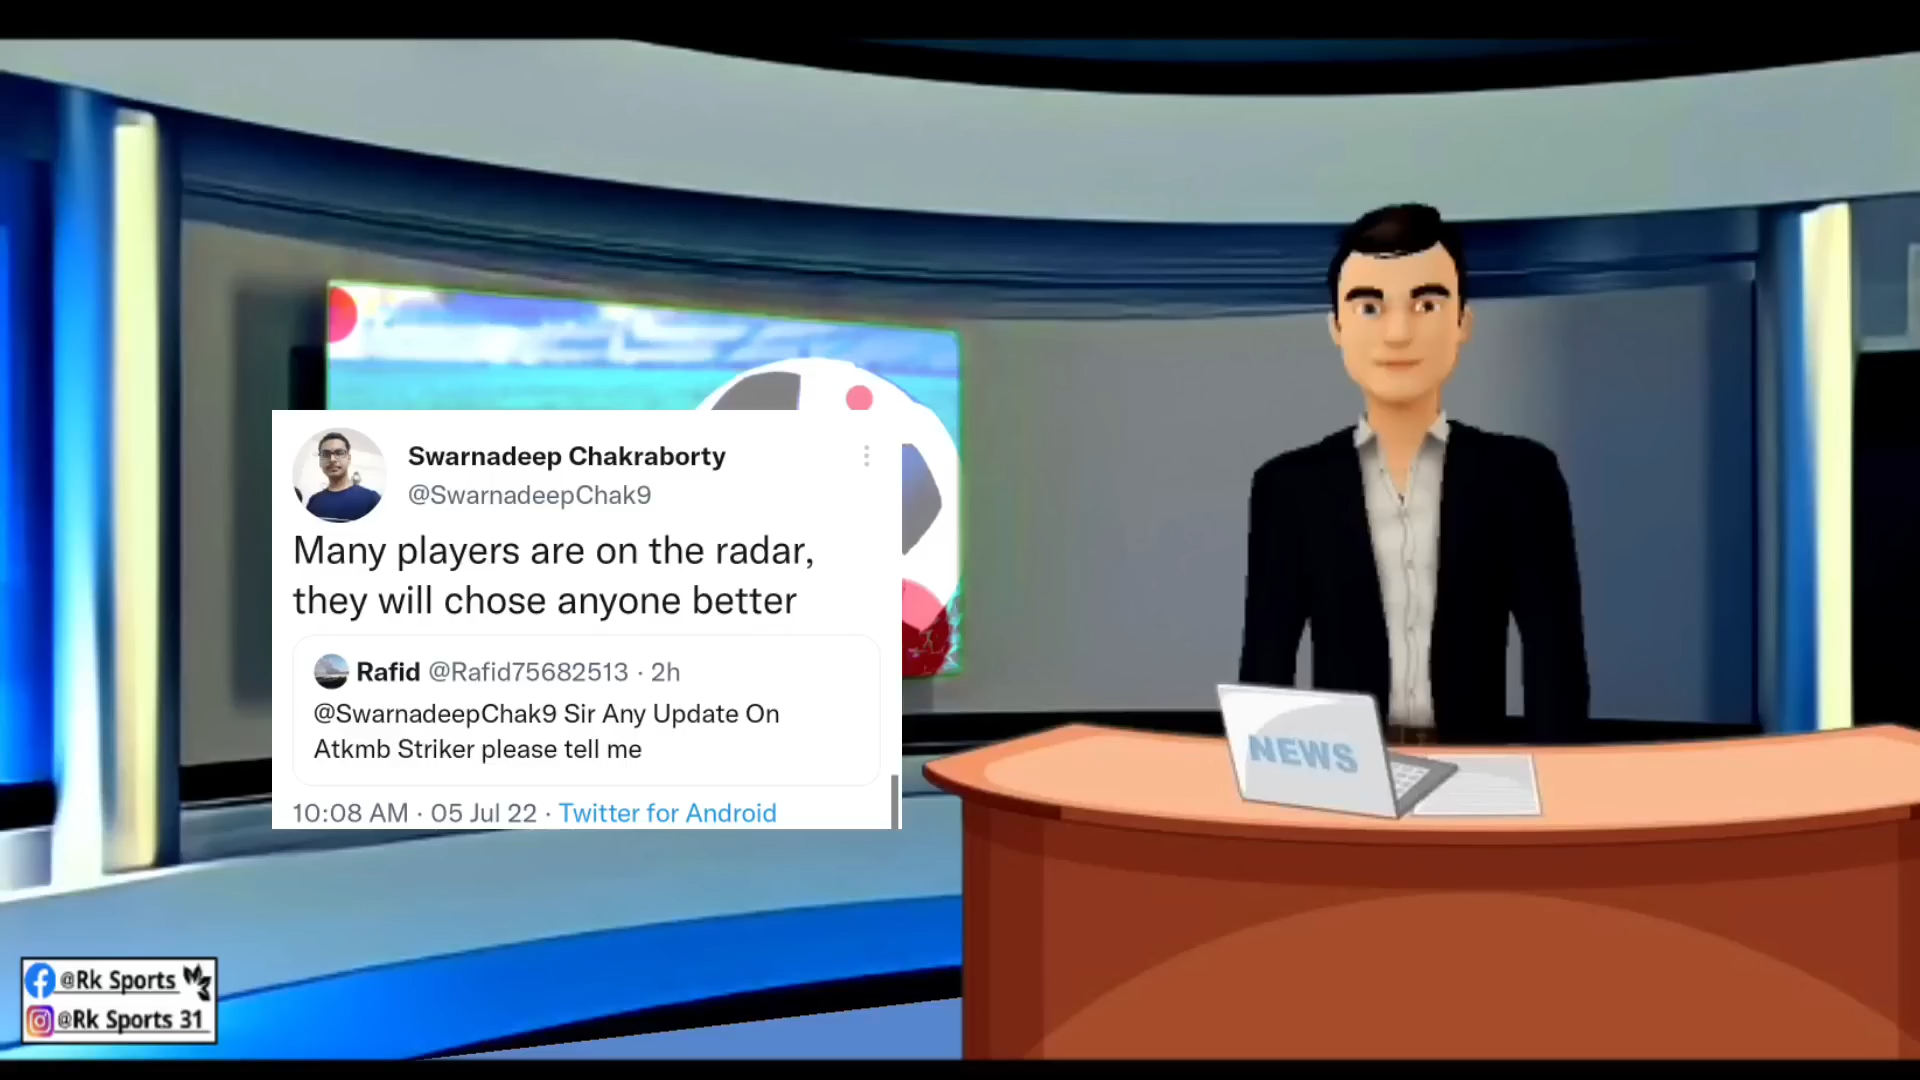 Swarnadeep Chakraborty
@SwarnadeepChak9
Many players are on the radar,
they will chose anyone better
Rafid @Rafid75682513 · 2h
@SwarnadeepChak9 Sir Any Update On
Atkmb Striker please tell me
10:08 AM · 05 Jul 22 · Twitter for Android
NEWS
@Rk Sports
@Rk Sports 31